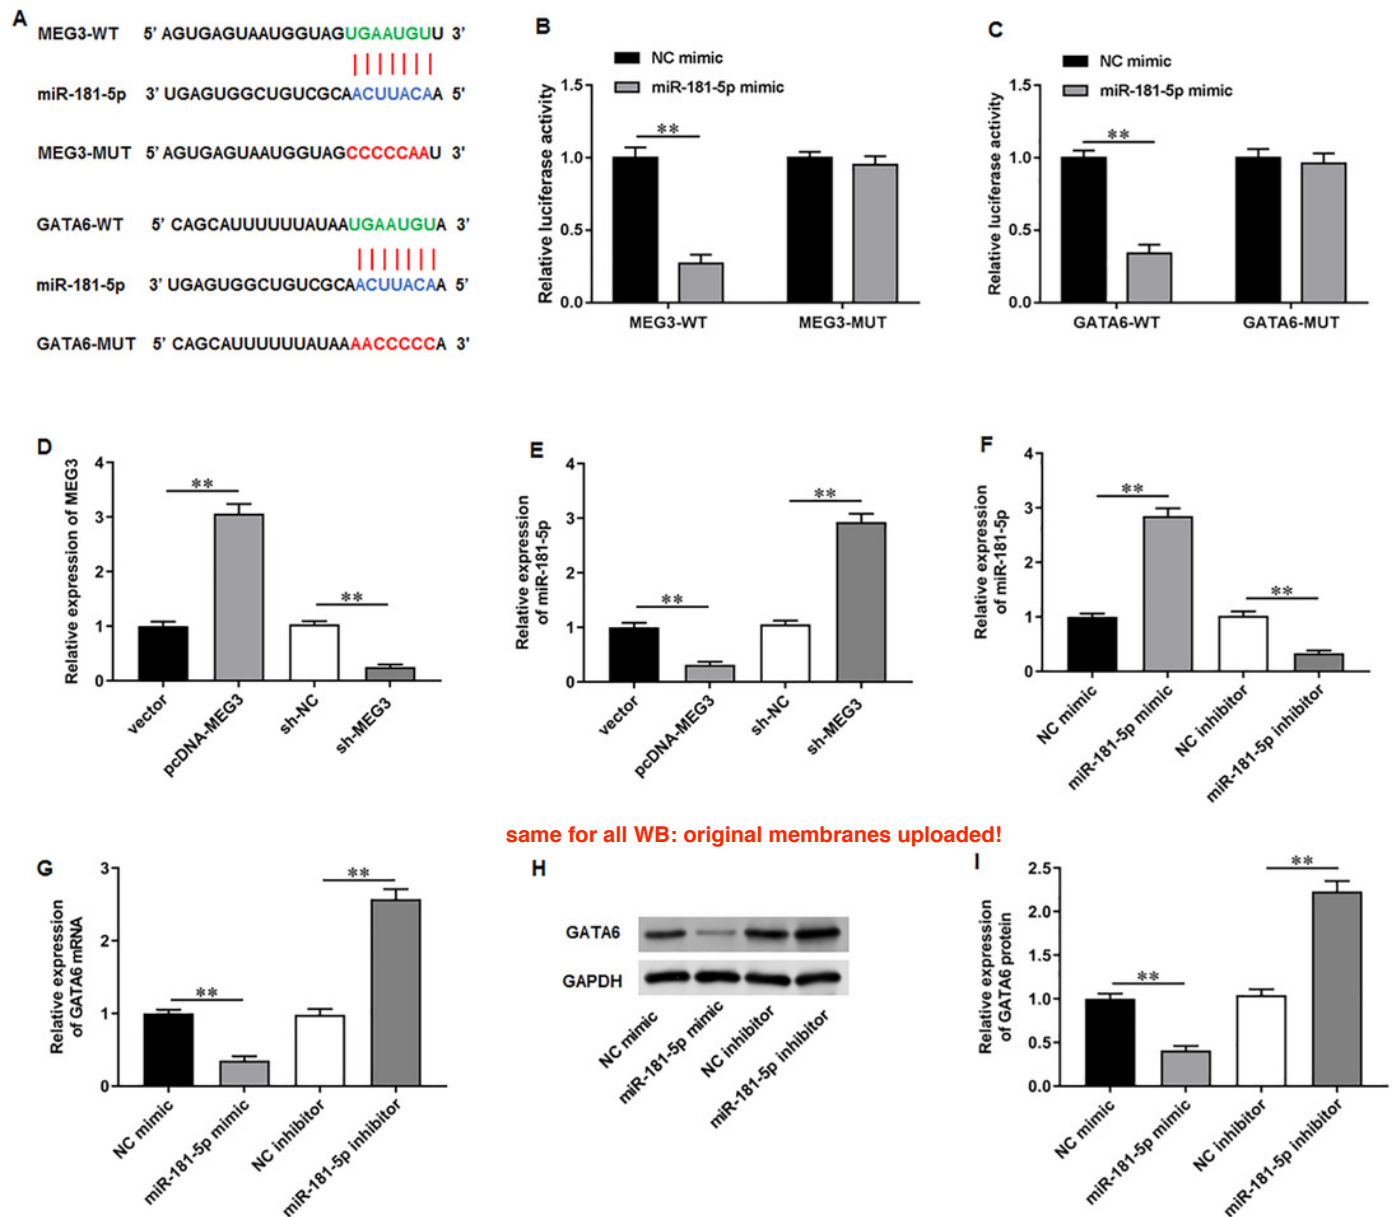 A
MEG3-WT 5' AGUGAGUAAUGGUAGUGAAUGUU 3'
miR-181-5p 3' UGAGUGGCUGUCGCAACUUACAA 5'
MEG3-MUT 5' AGUGAGUAAUGGUAGCCCCCAAU 3'
GATA6-WT 5' CAGCAUUUUUUAUAAUGAAUGUA 3'
miR-181-5p 3' UGAGUGGCUGUCGCAACUUACAA 5'
GATA6-MUT 5' CAGCAUUUUUUAUAAAACCCCCA 3'
B
NC mimic
miR-181-5p mimic
Relative luciferase activity
1.5
1.0
0.5
0.0
**
MEG3-WT MEG3-MUT
C
NC mimic
miR-181-5p mimic
Relative luciferase activity
1.5
1.0
0.5
0.0
**
GATA6-WT GATA6-MUT
D
Relative expression of MEG3
4
3
2
1
0
**
**
vector
pcDNA-MEG3
sh-NC
sh-MEG3
E
Relative expression
of miR-181-5p
4
3
2
1
0
**
**
vector
pcDNA-MEG3
sh-NC
sh-MEG3
F
Relative expression
of miR-181-5p
4
3
2
1
0
**
**
NC mimic
miR-181-5p mimic
NC inhibitor
miR-181-5p inhibitor
same for all WB: original membranes uploaded!
G
Relative expression
of GATA6 mRNA
3
2
1
0
**
**
NC mimic
miR-181-5p mimic
NC inhibitor
miR-181-5p inhibitor
H
GATA6
GAPDH
NC mimic
miR-181-5p mimic
NC inhibitor
miR-181-5p inhibitor
I
Relative expression
of GATA6 protein
2.5
2.0
1.5
1.0
0.5
0.0
**
**
NC mimic
miR-181-5p mimic
NC inhibitor
miR-181-5p inhibitor